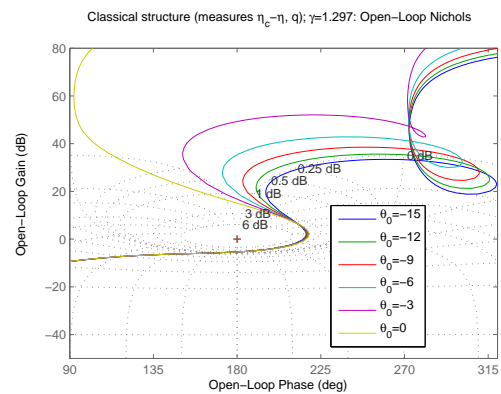 Classical structure (measures η_c−η, q); γ=1.297: Open−Loop Nichols
Open−Loop Gain (dB)
80
60
40
20
0
−20
−40
0 dB
0.25 dB
0.5 dB
1 dB
3 dB
6 dB
θ_0=−15
θ_0=−12
θ_0=−9
θ_0=−6
θ_0=−3
θ_0=0
90
135
180
225
270
315
Open−Loop Phase (deg)